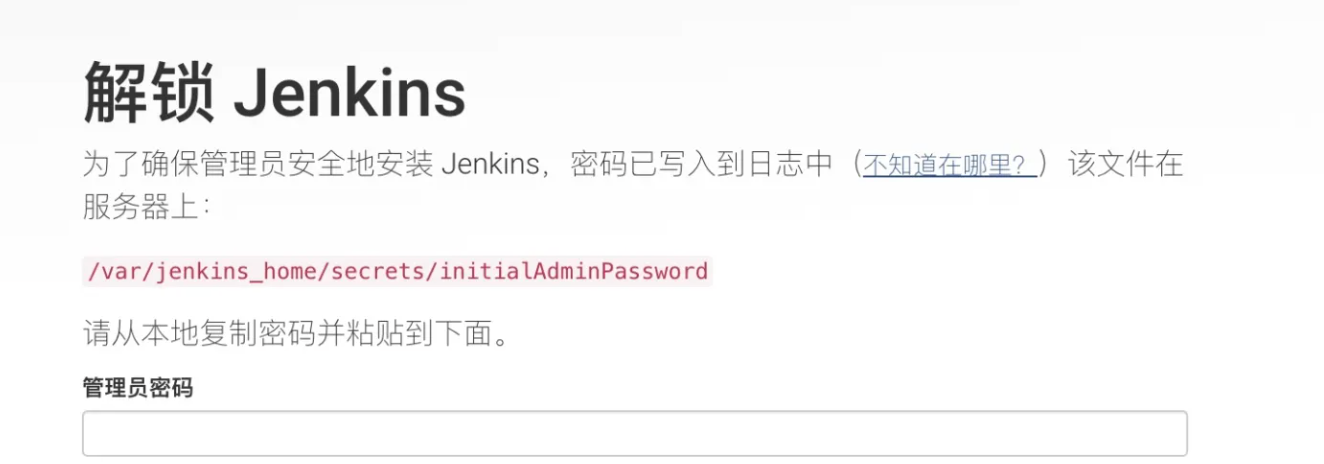 解锁 Jenkins
为了确保管理员安全地安装 Jenkins，密码已写入到日志中（不知道在哪里？）该文件在
服务器上：
/var/jenkins_home/secrets/initialAdminPassword
请从本地复制密码并粘贴到下面。
管理员密码